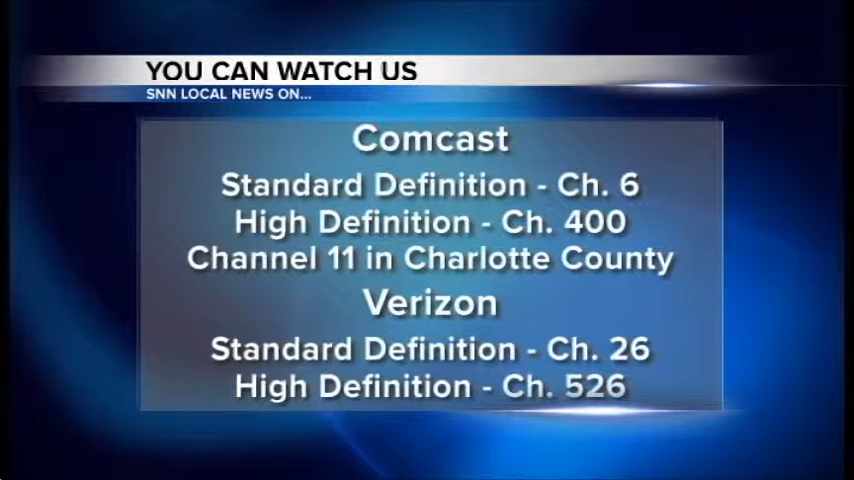 YOU CAN WATCH US
SNN LOCAL NEWS ON...
Comcast
Standard Definition - Ch. 6
High Definition - Ch. 400
Channel 11 in Charlotte County
Verizon
Standard Definition - Ch. 26
High Definition - Ch. 526